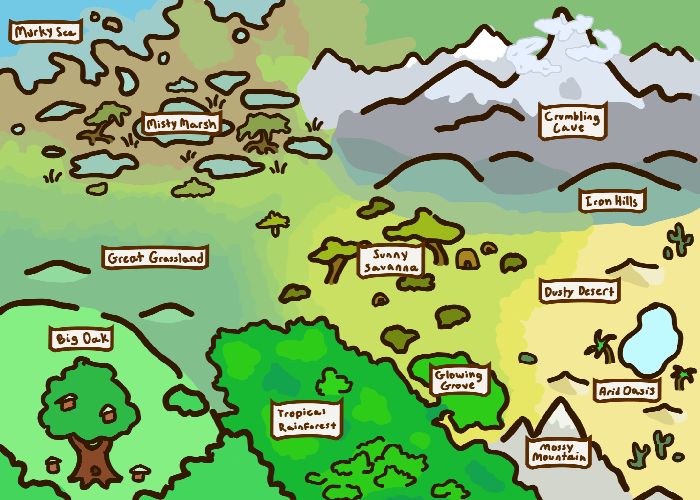 Murky Sea
Misty Marsh
Crumbling
Cave
Iron Hills
Great Grassland
Sunny
Savanna
Dusty Desert
Big Oak
Glowing
Grove
Arid Oasis
Tropical
Rainforest
Mossy
Mountain